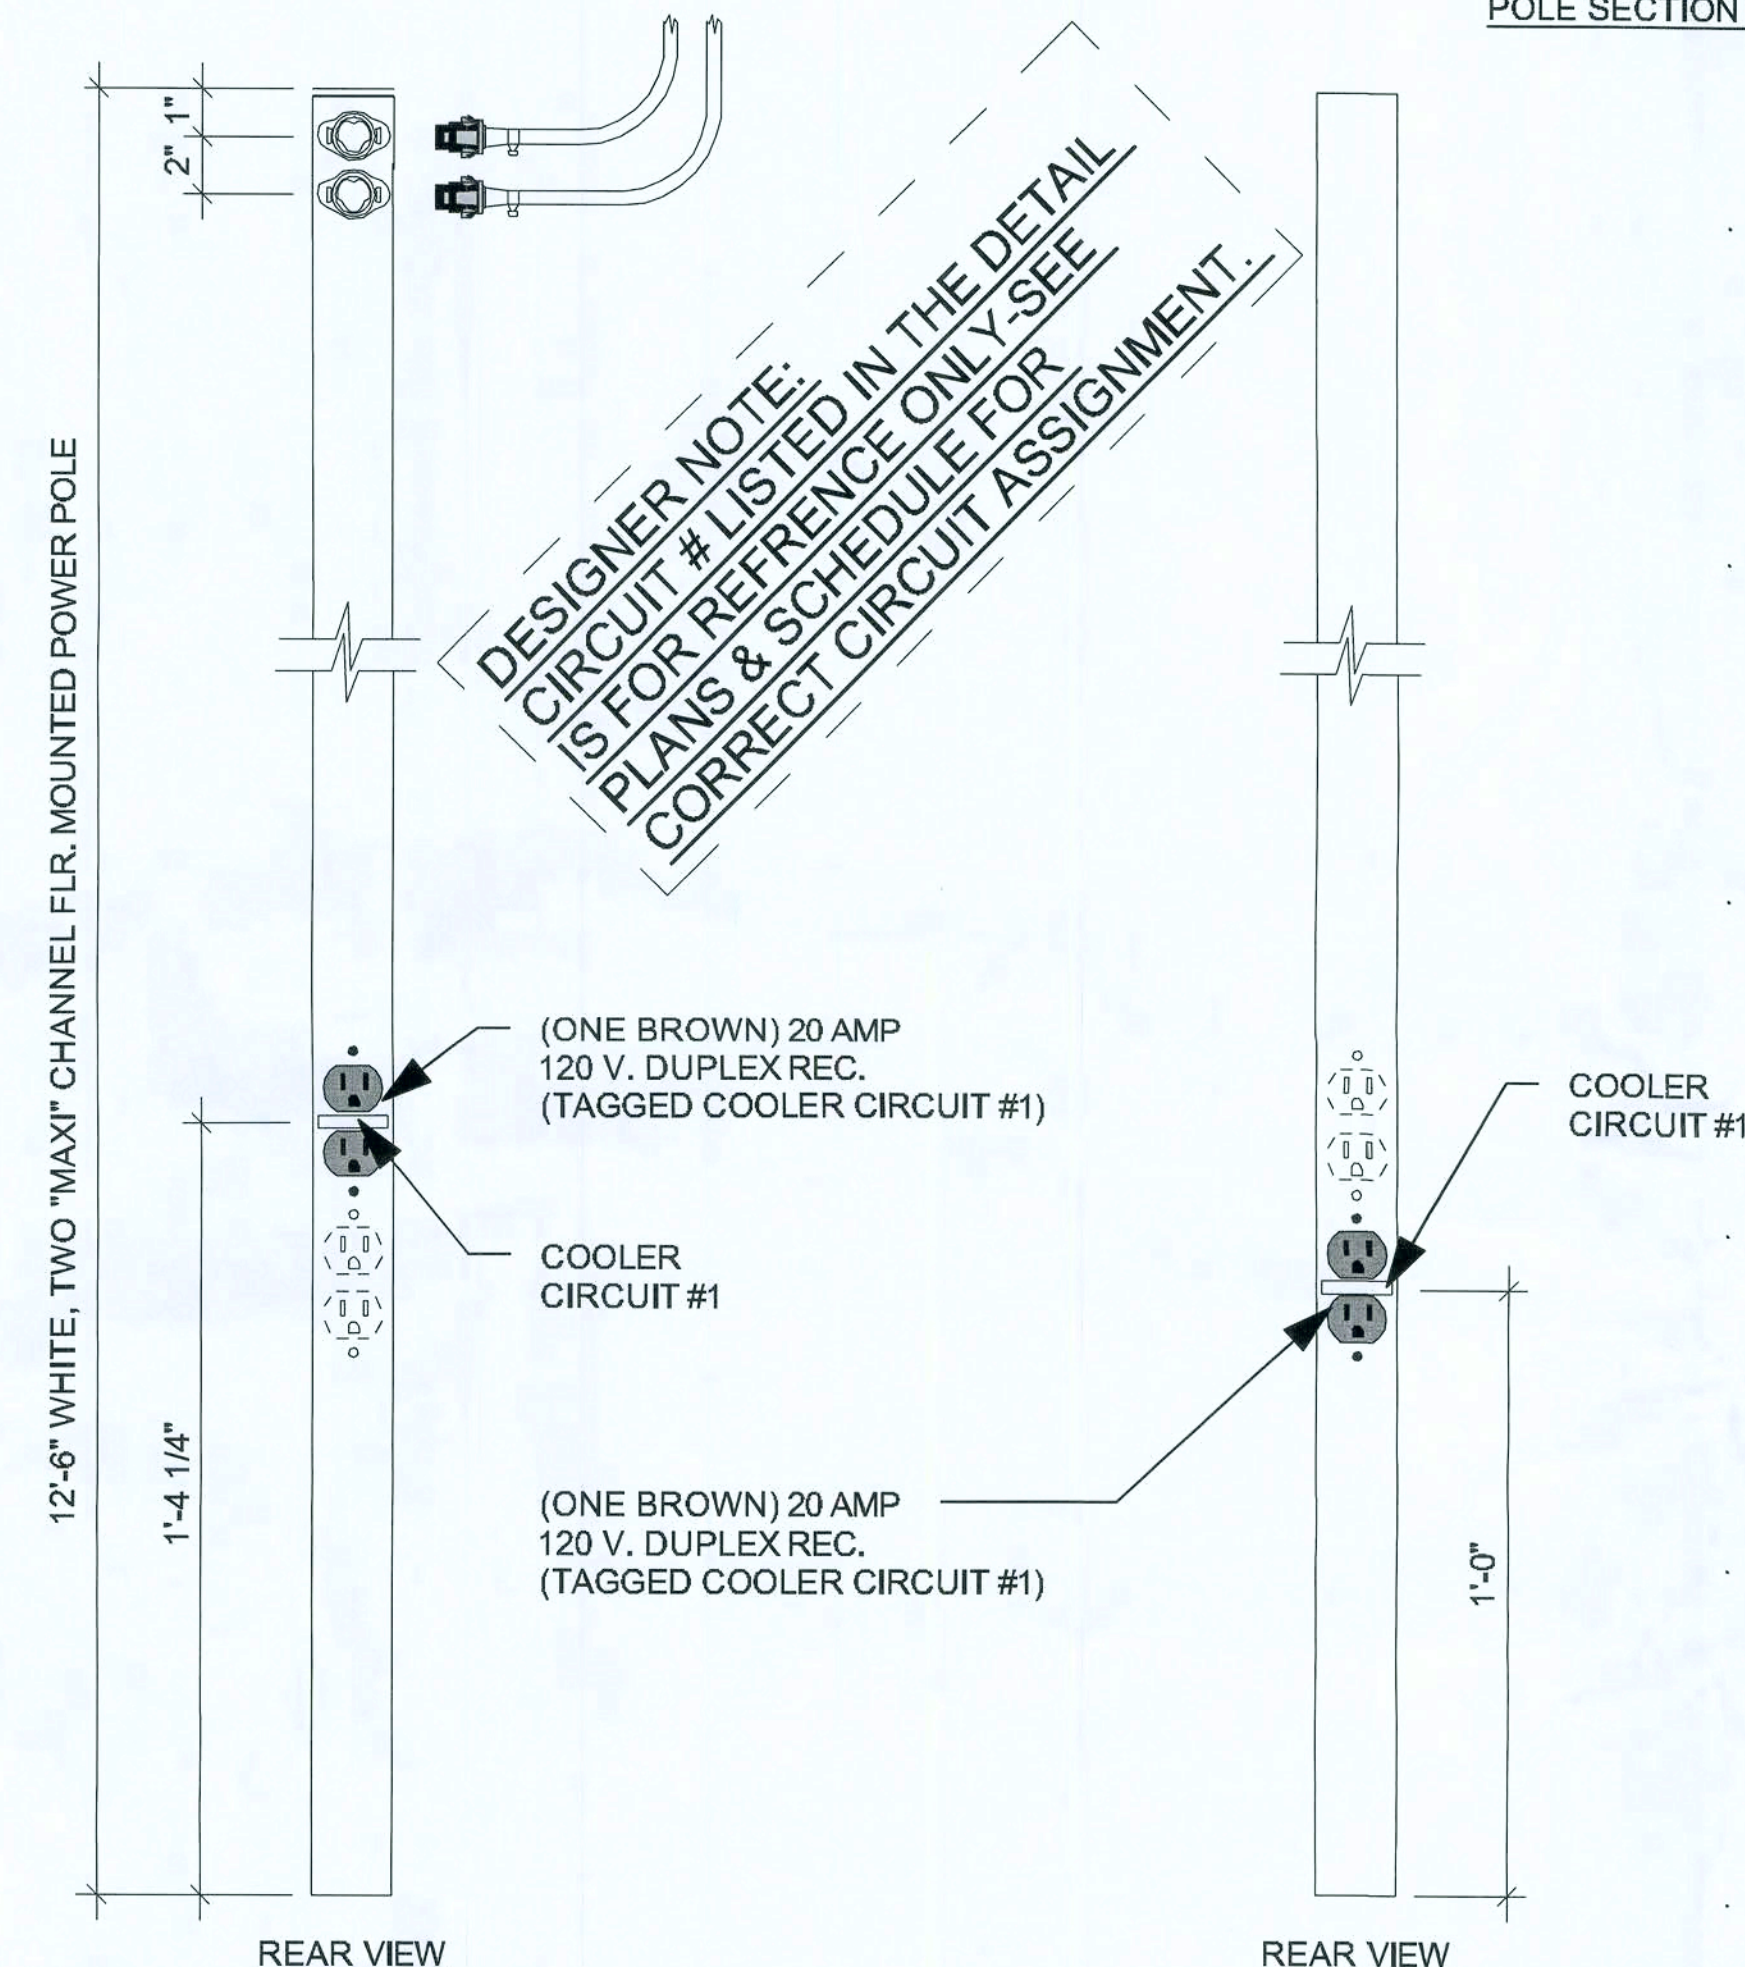 POLE SECTION
1"
2"
12'-6" WHITE, TWO "MAXI" CHANNEL FLR. MOUNTED POWER POLE
DESIGNER NOTE:
CIRCUIT # LISTED IN THE DETAIL
IS FOR REFRENCE ONLY-SEE
PLANS & SCHEDULE FOR
CORRECT CIRCUIT ASSIGNMENT.
(ONE BROWN) 20 AMP
120 V. DUPLEX REC.
(TAGGED COOLER CIRCUIT #1)
COOLER
CIRCUIT #1
COOLER
CIRCUIT #1
1'-4 1/4"
(ONE BROWN) 20 AMP
120 V. DUPLEX REC.
(TAGGED COOLER CIRCUIT #1)
1'-0"
REAR VIEW
REAR VIEW